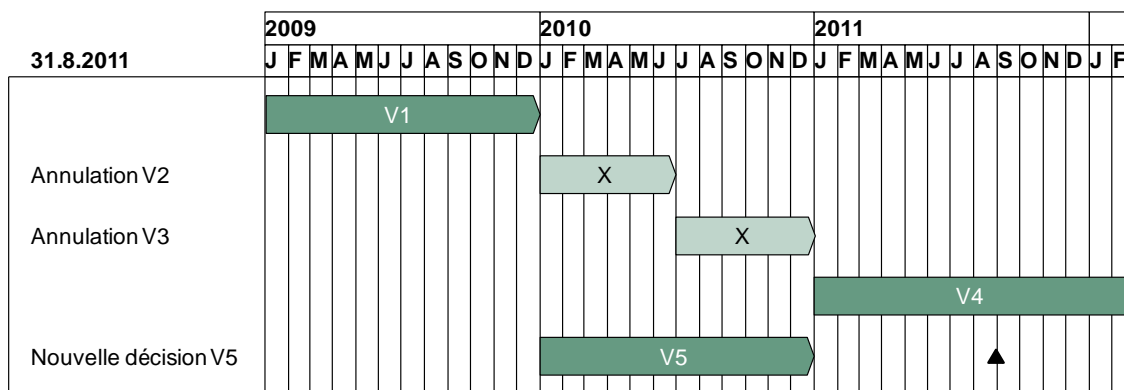 2009 2010 2011
31.8.2011 J F M A M J J A S O N D J F M A M J J A S O N D J F M A M J J A S O N D J F
V1
Annulation V2 X
Annulation V3 X
V4
Nouvelle décision V5 V5